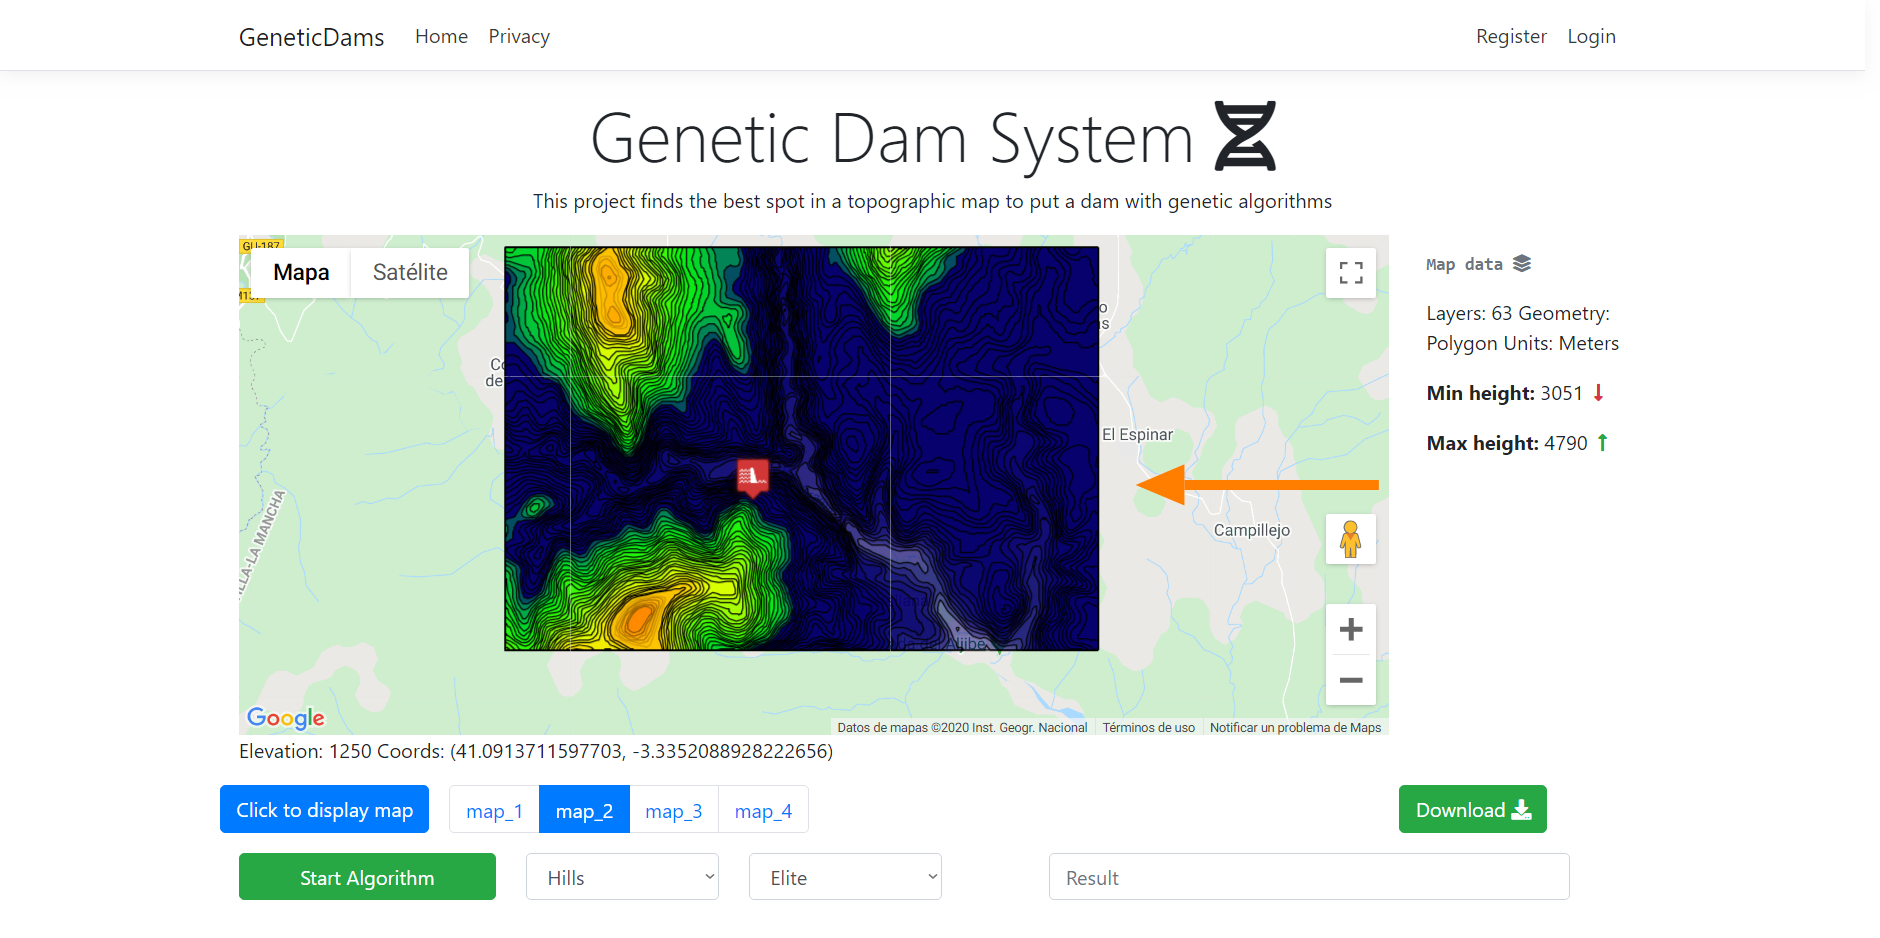 GeneticDams Home Privacy Register Login
Genetic Dam System
This project finds the best spot in a topographic map to put a dam with genetic algorithms
GU-187
Mapa Satélite
Map data
Layers: 63 Geometry:
Polygon Units: Meters
Min height: 3051
Max height: 4790
El Espinar
Campillejo
LLA-LA MANCHA
Google
Datos de mapas ©2020 Inst. Geogr. Nacional Términos de uso Notificar un problema de Maps
Elevation: 1250 Coords: (41.0913711597703, -3.3352088928222656)
Click to display map map_1 map_2 map_3 map_4 Download
Start Algorithm Hills Elite Result